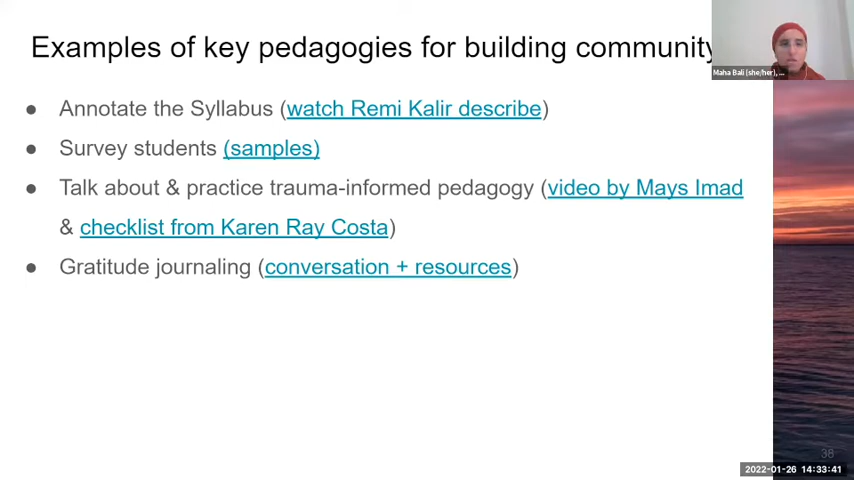 Examples of key pedagogies for building community
Maha Bali (she/her), ...
● Annotate the Syllabus (watch Remi Kalir describe)
● Survey students (samples)
● Talk about & practice trauma-informed pedagogy (video by Mays Imad
& checklist from Karen Ray Costa)
● Gratitude journaling (conversation + resources)
38
2022-01-26 14:33:41